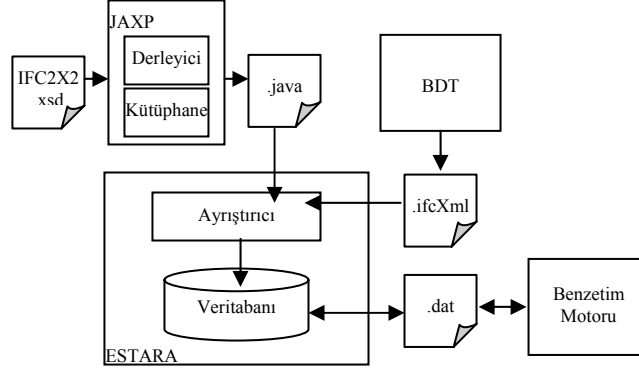 JAXP
Derleyici
Kütüphane
IFC2X2
xsd
.java
BDT
.ifcXml
Ayrıştırıcı
Veritabanı
ESTARA
.dat
Benzetim
Motoru